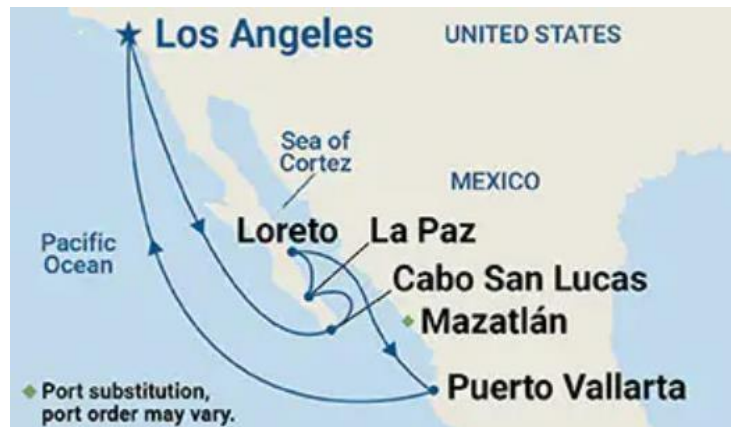 Los Angeles
UNITED STATES
Sea of
Cortez
MEXICO
Loreto
La Paz
Pacific
Ocean
Cabo San Lucas
Mazatlán
Puerto Vallarta
Port substitution,
port order may vary.